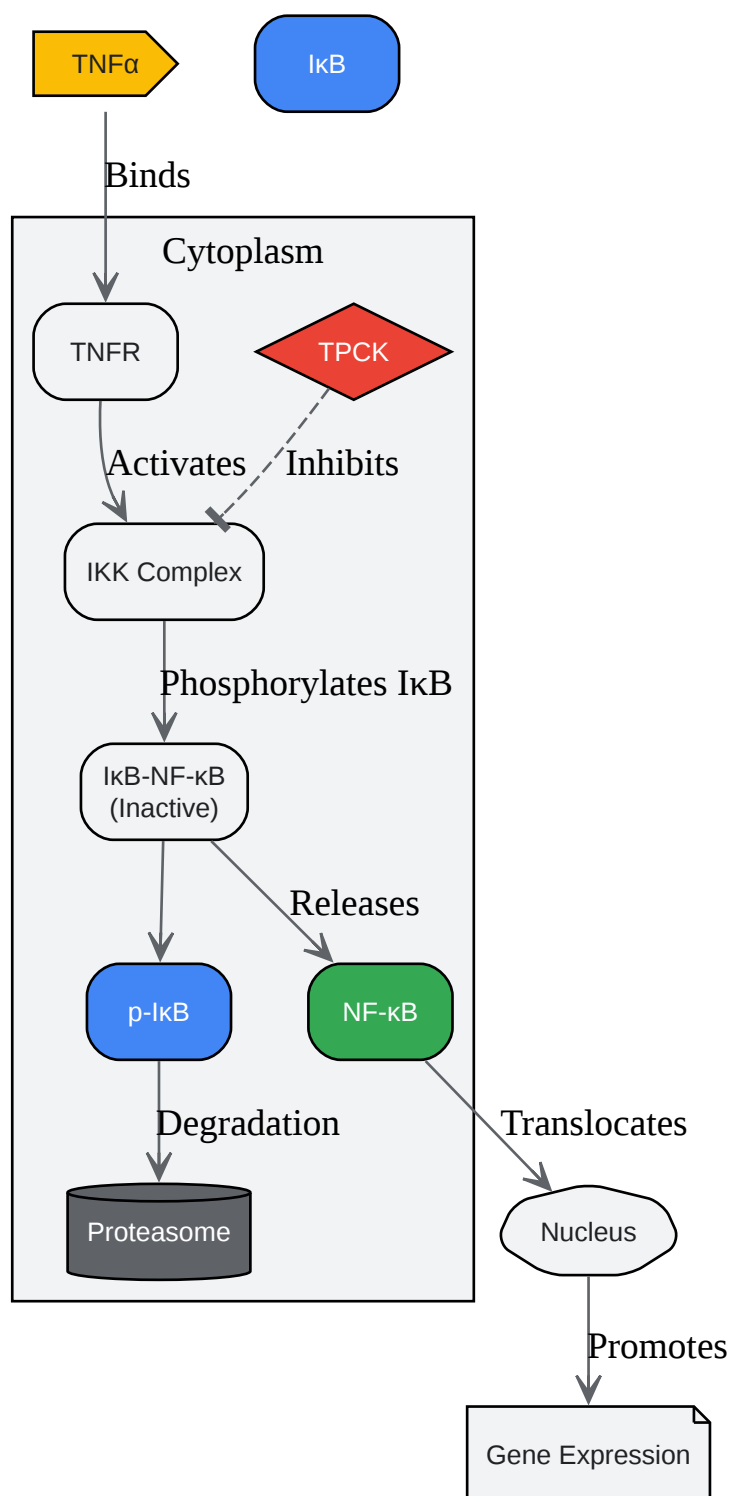 TNFα
IκB
Binds
Cytoplasm
TNFR
TPCK
Activates
Inhibits
IKK Complex
Phosphorylates IκB
IκB-NF-κB
(Inactive)
Releases
p-IκB
NF-κB
Degradation
Translocates
Proteasome
Nucleus
Promotes
Gene Expression